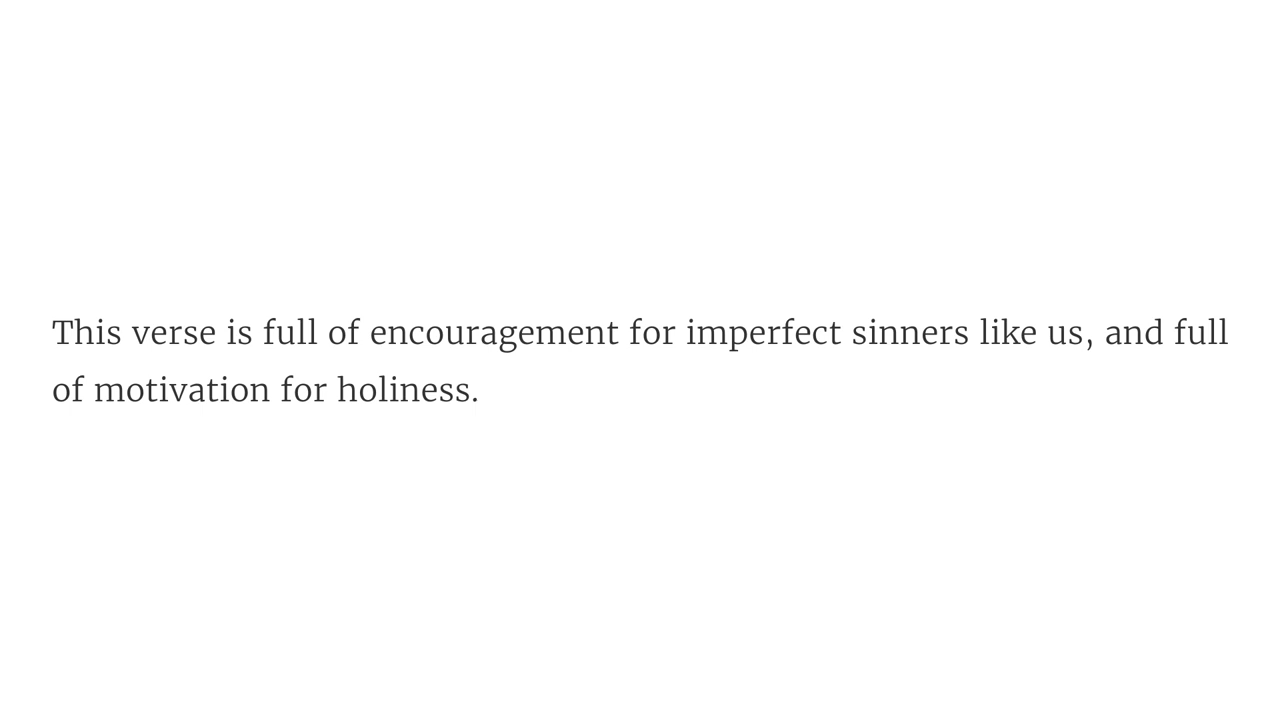 This verse is full of encouragement for imperfect sinners like us, and full
of motivation for holiness.